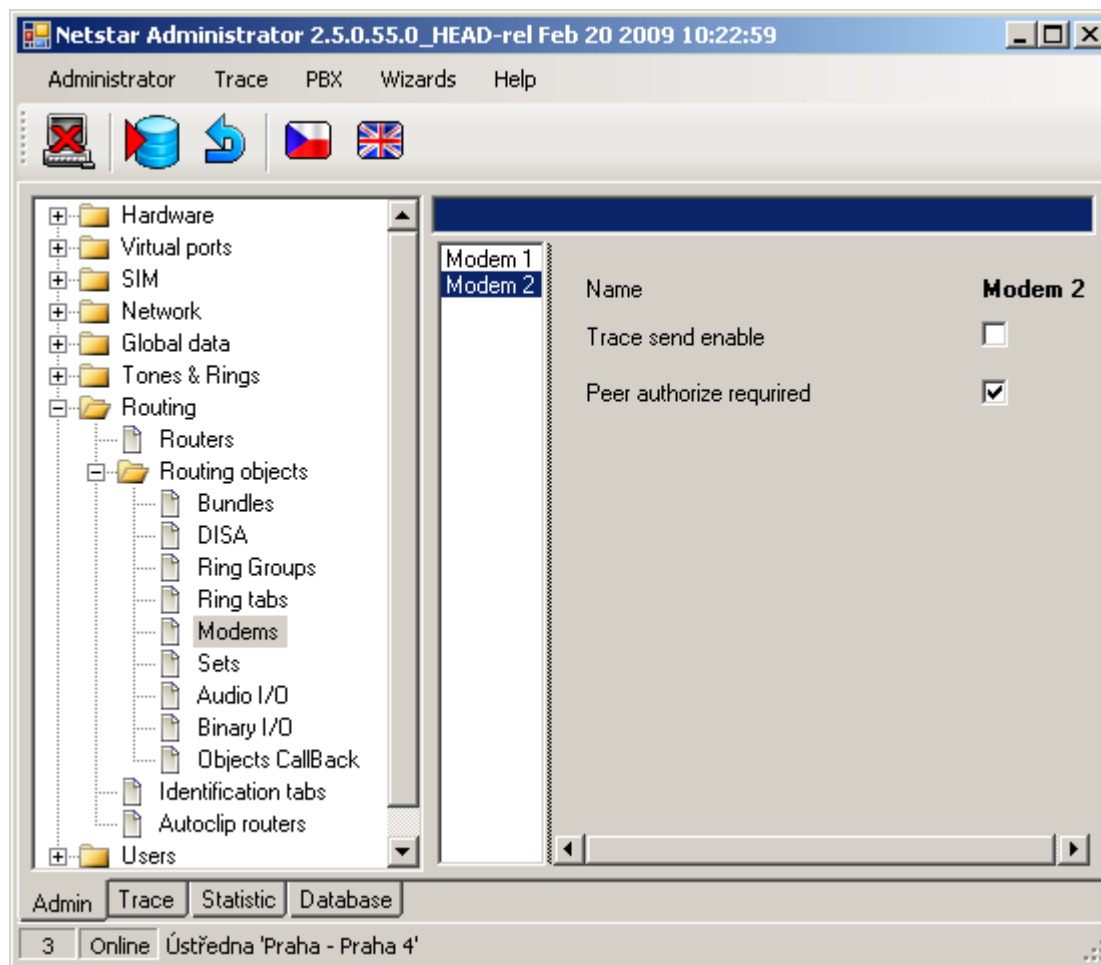 Netstar Administrator 2.5.0.55.0_HEAD-rel Feb 20 2009 10:22:59
Administrator Trace PBX Wizards Help
Hardware
Virtual ports
SIM
Network
Global data
Tones & Rings
Routing
Routers
Routing objects
Bundles
DISA
Ring Groups
Ring tabs
Modems
Sets
Audio I/O
Binary I/O
Objects CallBack
Identification tabs
Autoclip routers
Users
Modem 1
Modem 2
Name Modem 2
Trace send enable
Peer authorize requrired
Admin Trace Statistic Database
3 Online Ústředna 'Praha - Praha 4'